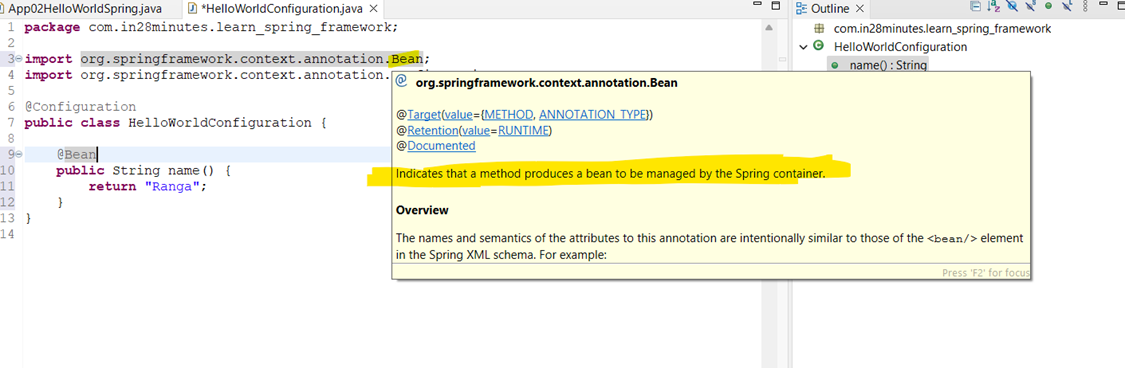 App02HelloWorldSpring.java
*HelloWorldConfiguration.java
Outline
1 package com.in28minutes.learn_spring_framework;
2
3 import org.springframework.context.annotation.Bean;
4 import org.springframework.context.annotation.
5
6 @Configuration
7 public class HelloWorldConfiguration {
8
9 @Bean
10 public String name() {
11 return "Ranga";
12 }
13 }
14
org.springframework.context.annotation.Bean
@Target(value={METHOD, ANNOTATION_TYPE})
@Retention(value=RUNTIME)
@Documented
Indicates that a method produces a bean to be managed by the Spring container.
Overview
The names and semantics of the attributes to this annotation are intentionally similar to those of the <bean/> element
in the Spring XML schema. For example:
Press 'F2' for focus
com.in28minutes.learn_spring_framework
HelloWorldConfiguration
name() : String